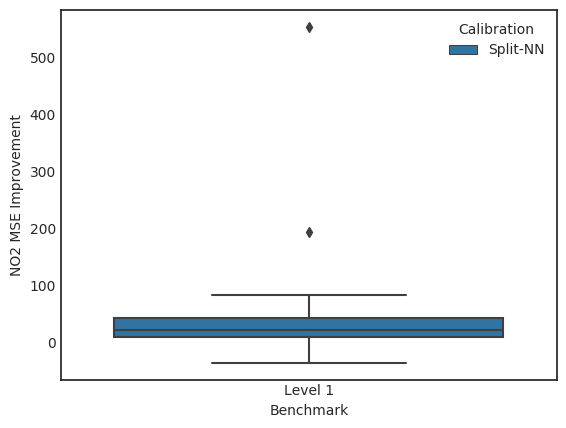 Calibration
Split-NN
500
400
300
200
100
0
NO2 MSE Improvement
Level 1
Benchmark